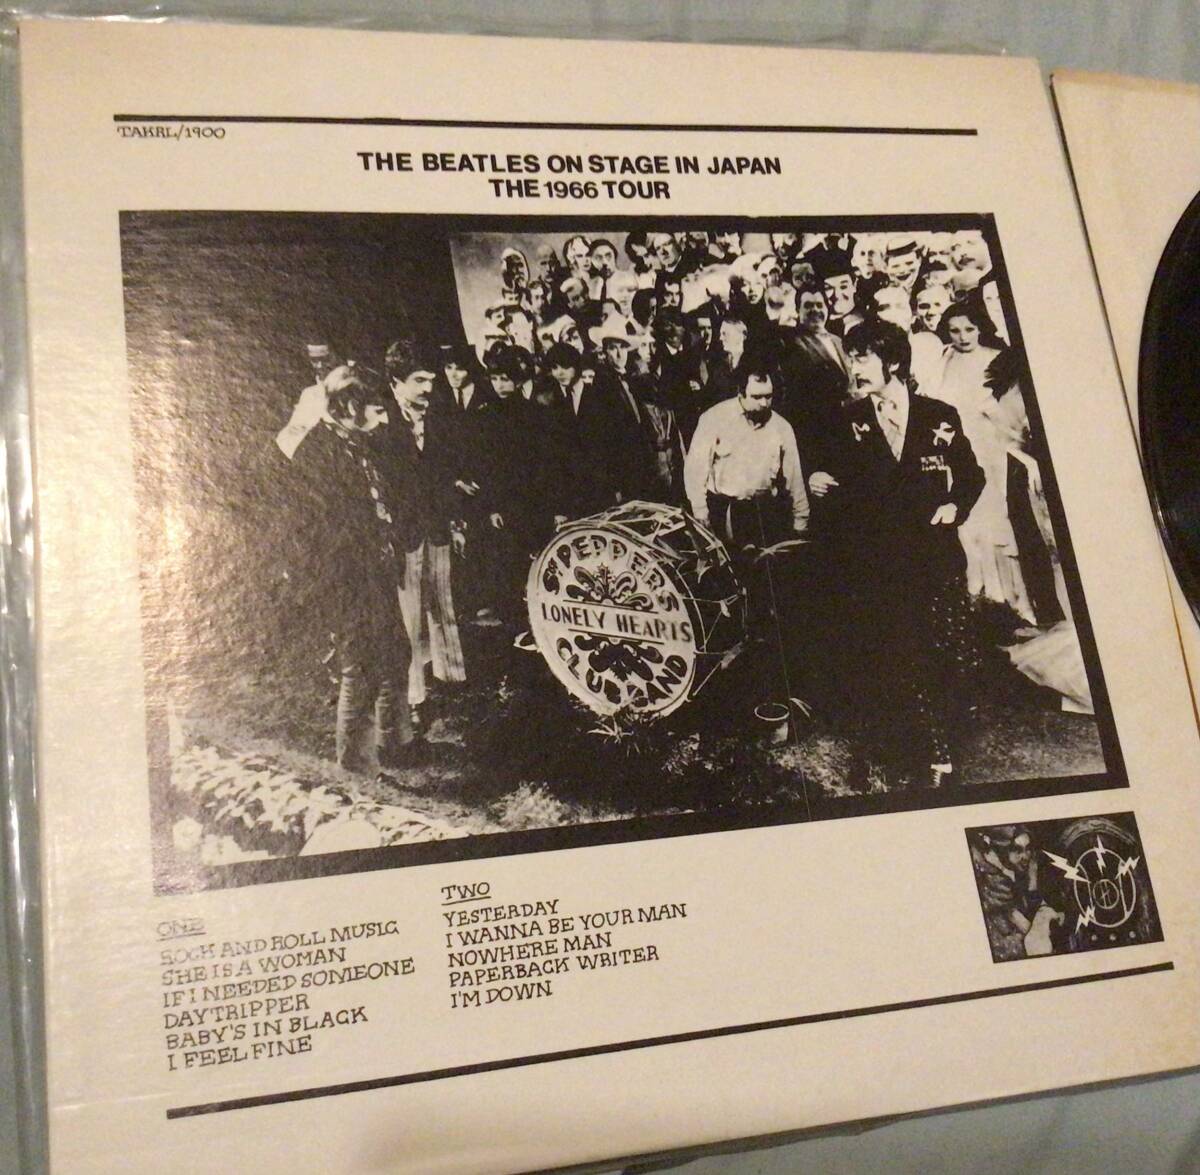 TAKRL/1900
THE BEATLES ON STAGE IN JAPAN
THE 1966 TOUR
SGT PEPPERS
LONELY HEARTS
CLUB BAND
ONE
ROCK AND ROLL MUSIC
SHE IS A WOMAN
IF I NEEDED SOMEONE
DAYTRIPPER
BABY'S IN BLACK
I FEEL FINE
TWO
YESTERDAY
I WANNA BE YOUR MAN
NOWHERE MAN
PAPERBACK WRITER
I'M DOWN